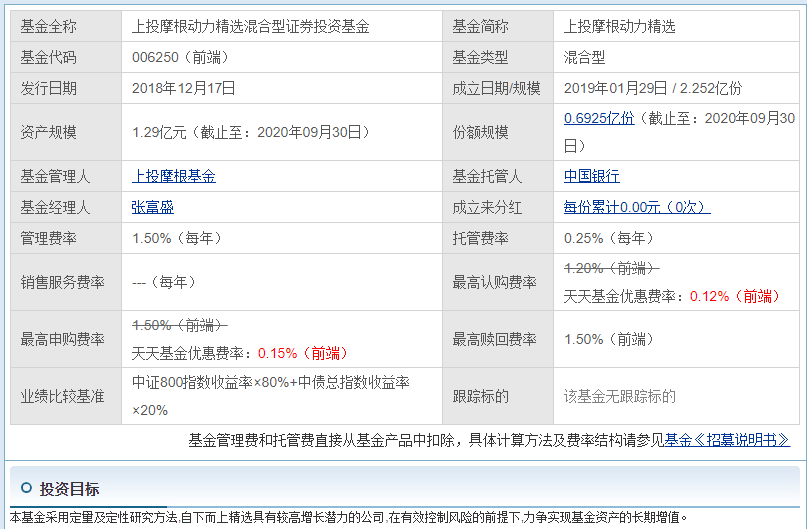 基金全称 上投摩根动力精选混合型证券投资基金 基金简称 上投摩根动力精选
基金代码 006250（前端） 基金类型 混合型
发行日期 2018年12月17日 成立日期/规模 2019年01月29日 / 2.252亿份
资产规模 1.29亿元（截止至：2020年09月30日） 份额规模 0.6925亿份（截止至：2020年09月30
日）
基金管理人 上投摩根基金 基金托管人 中国银行
基金经理人 张富盛 成立来分红 每份累计0.00元（0次）
管理费率 1.50%（每年） 托管费率 0.25%（每年）
销售服务费率 ---（每年） 最高认购费率 1.20%（前端）
天天基金优惠费率：0.12%（前端）
最高申购费率 1.50%（前端）
天天基金优惠费率：0.15%（前端） 最高赎回费率 1.50%（前端）
业绩比较基准 中证800指数收益率×80%+中债总指数收益率
×20% 跟踪标的 该基金无跟踪标的
基金管理费和托管费直接从基金产品中扣除，具体计算方法及费率结构请参见基金《招募说明书》
投资目标
本基金采用定量及定性研究方法,自下而上精选具有较高增长潜力的公司,在有效控制风险的前提下,力争实现基金资产的长期增值。